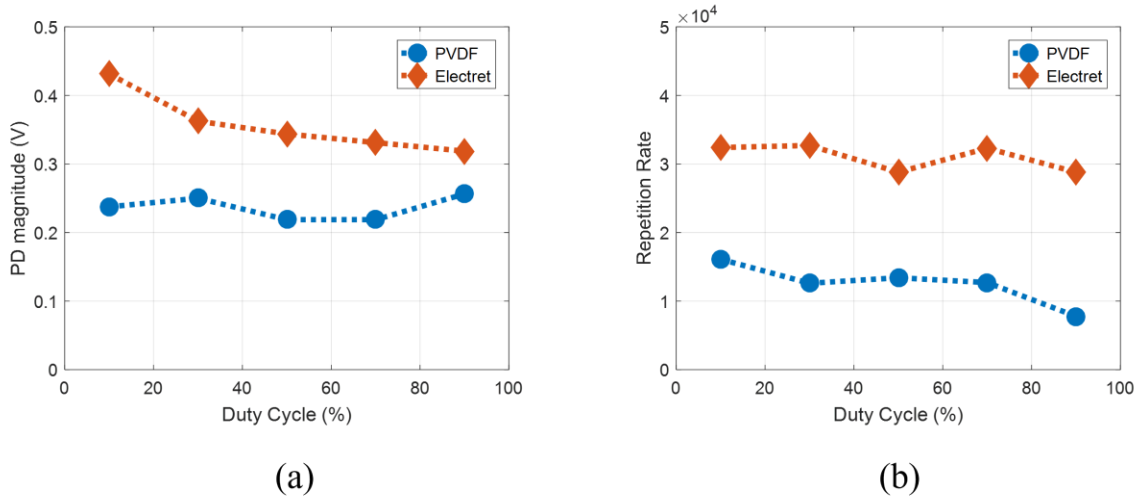 0.5
0.4
0.3
0.2
0.1
0
PD magnitude (V)
PVDF
Electret
0 20 40 60 80 100
Duty Cycle (%)
(a)
×10⁴
5
4
3
2
1
0
Repetition Rate
PVDF
Electret
0 20 40 60 80 100
Duty Cycle (%)
(b)